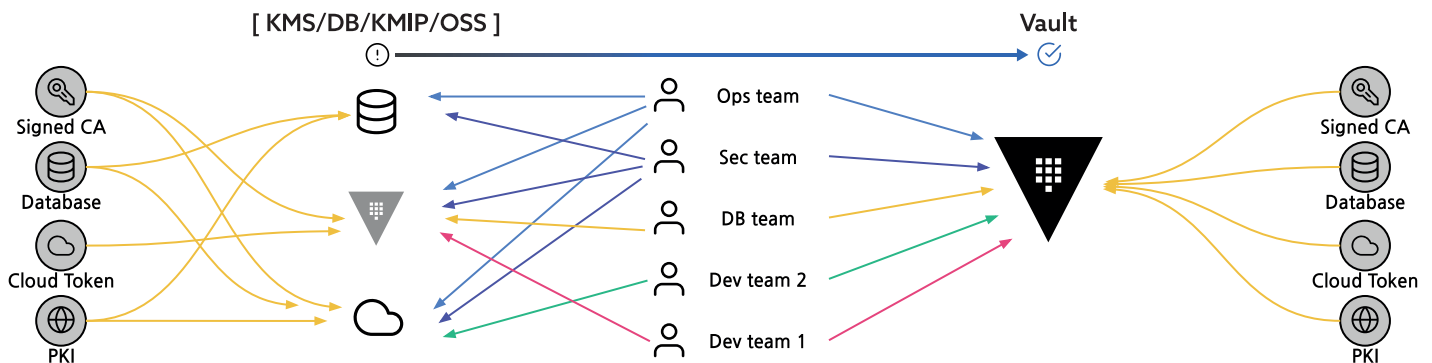 [ KMS/DB/KMIP/OSS ]
Vault
Signed CA
Database
Cloud Token
PKI
Ops team
Sec team
DB team
Dev team 2
Dev team 1
Signed CA
Database
Cloud Token
PKI